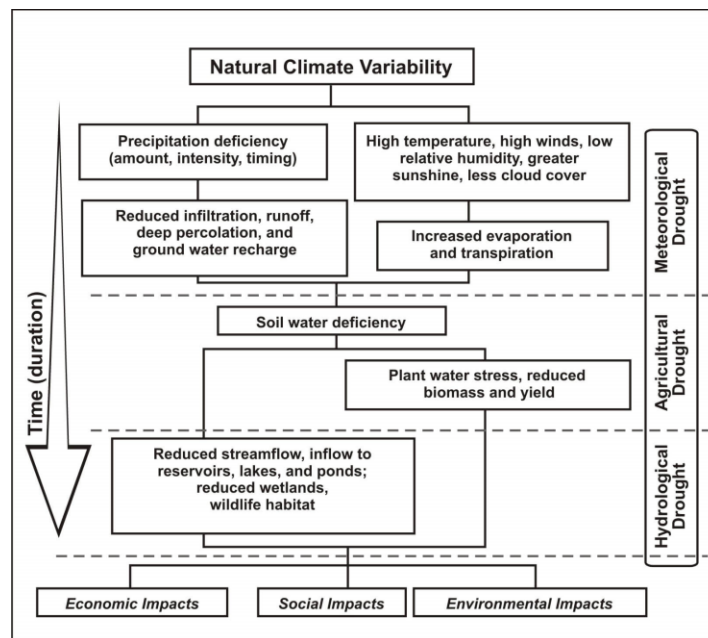 Natural Climate Variability
Precipitation deficiency
(amount, intensity, timing)
High temperature, high winds, low
relative humidity, greater
sunshine, less cloud cover
Reduced infiltration, runoff,
deep percolation, and
ground water recharge
Increased evaporation
and transpiration
Meteorological
Drought
Time (duration)
Soil water deficiency
Plant water stress, reduced
biomass and yield
Agricultural
Drought
Reduced streamflow, inflow to
reservoirs, lakes, and ponds;
reduced wetlands,
wildlife habitat
Hydrological
Drought
Economic Impacts
Social Impacts
Environmental Impacts